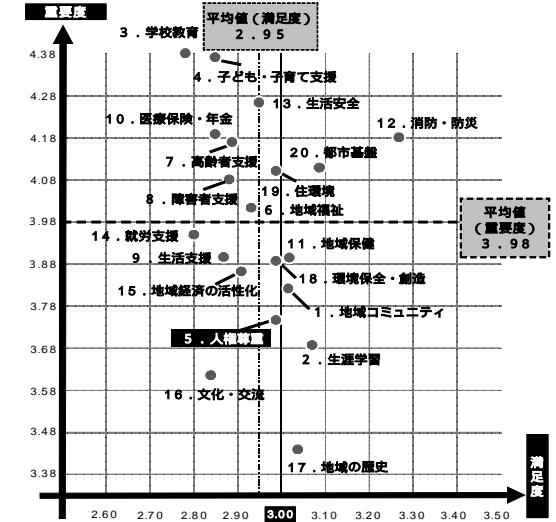 重要度
平均値（満足度）
２．９５
３．学校教育
4.38
４．子ども・子育て支援
4.28
１３．生活安全
１０．医療保険・年金
１２．消防・防災
4.18
２０．都市基盤
７．高齢者支援
4.08
１９．住環境
８．障害者支援
６．地域福祉
平均値
（重要度）
３．９８
3.98
１４．就労支援
１１．地域保健
９．生活支援
3.88
１８．環境保全・創造
１５．地域経済の活性化
3.78
１．地域コミュニティ
５．人権尊重
3.68
２．生涯学習
3.58
１６．文化・交流
3.48
１７．地域の歴史
3.38
満足度
2.60 2.70 2.80 2.90 3.00 3.10 3.20 3.30 3.40 3.50